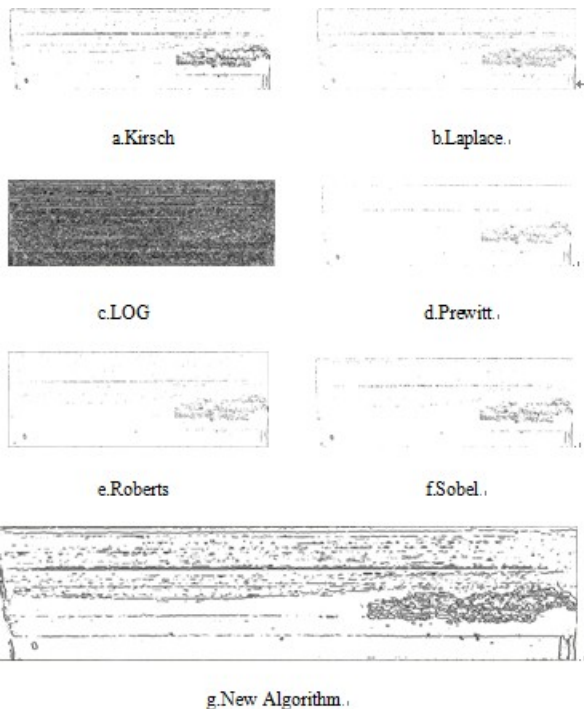 a.Kirsch
b.Laplace.
c.LOG
d.Prewitt.
e.Roberts
f.Sobel.
g.New Algorithm.